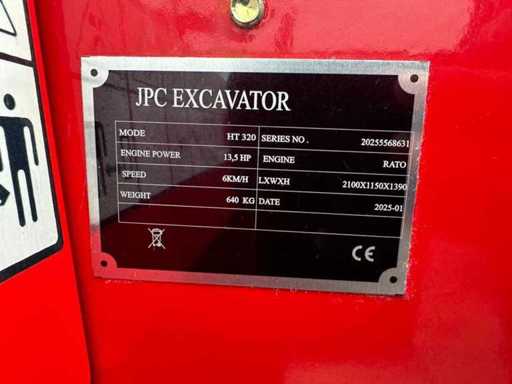 JPC EXCAVATOR
MODE HT 320 SERIES NO. 20255568631
ENGINE POWER 13,5 HP ENGINE RATO
SPEED 6KM/H LXWXH 2100X1150X1390
WEIGHT 640 KG DATE 2025-01
CE